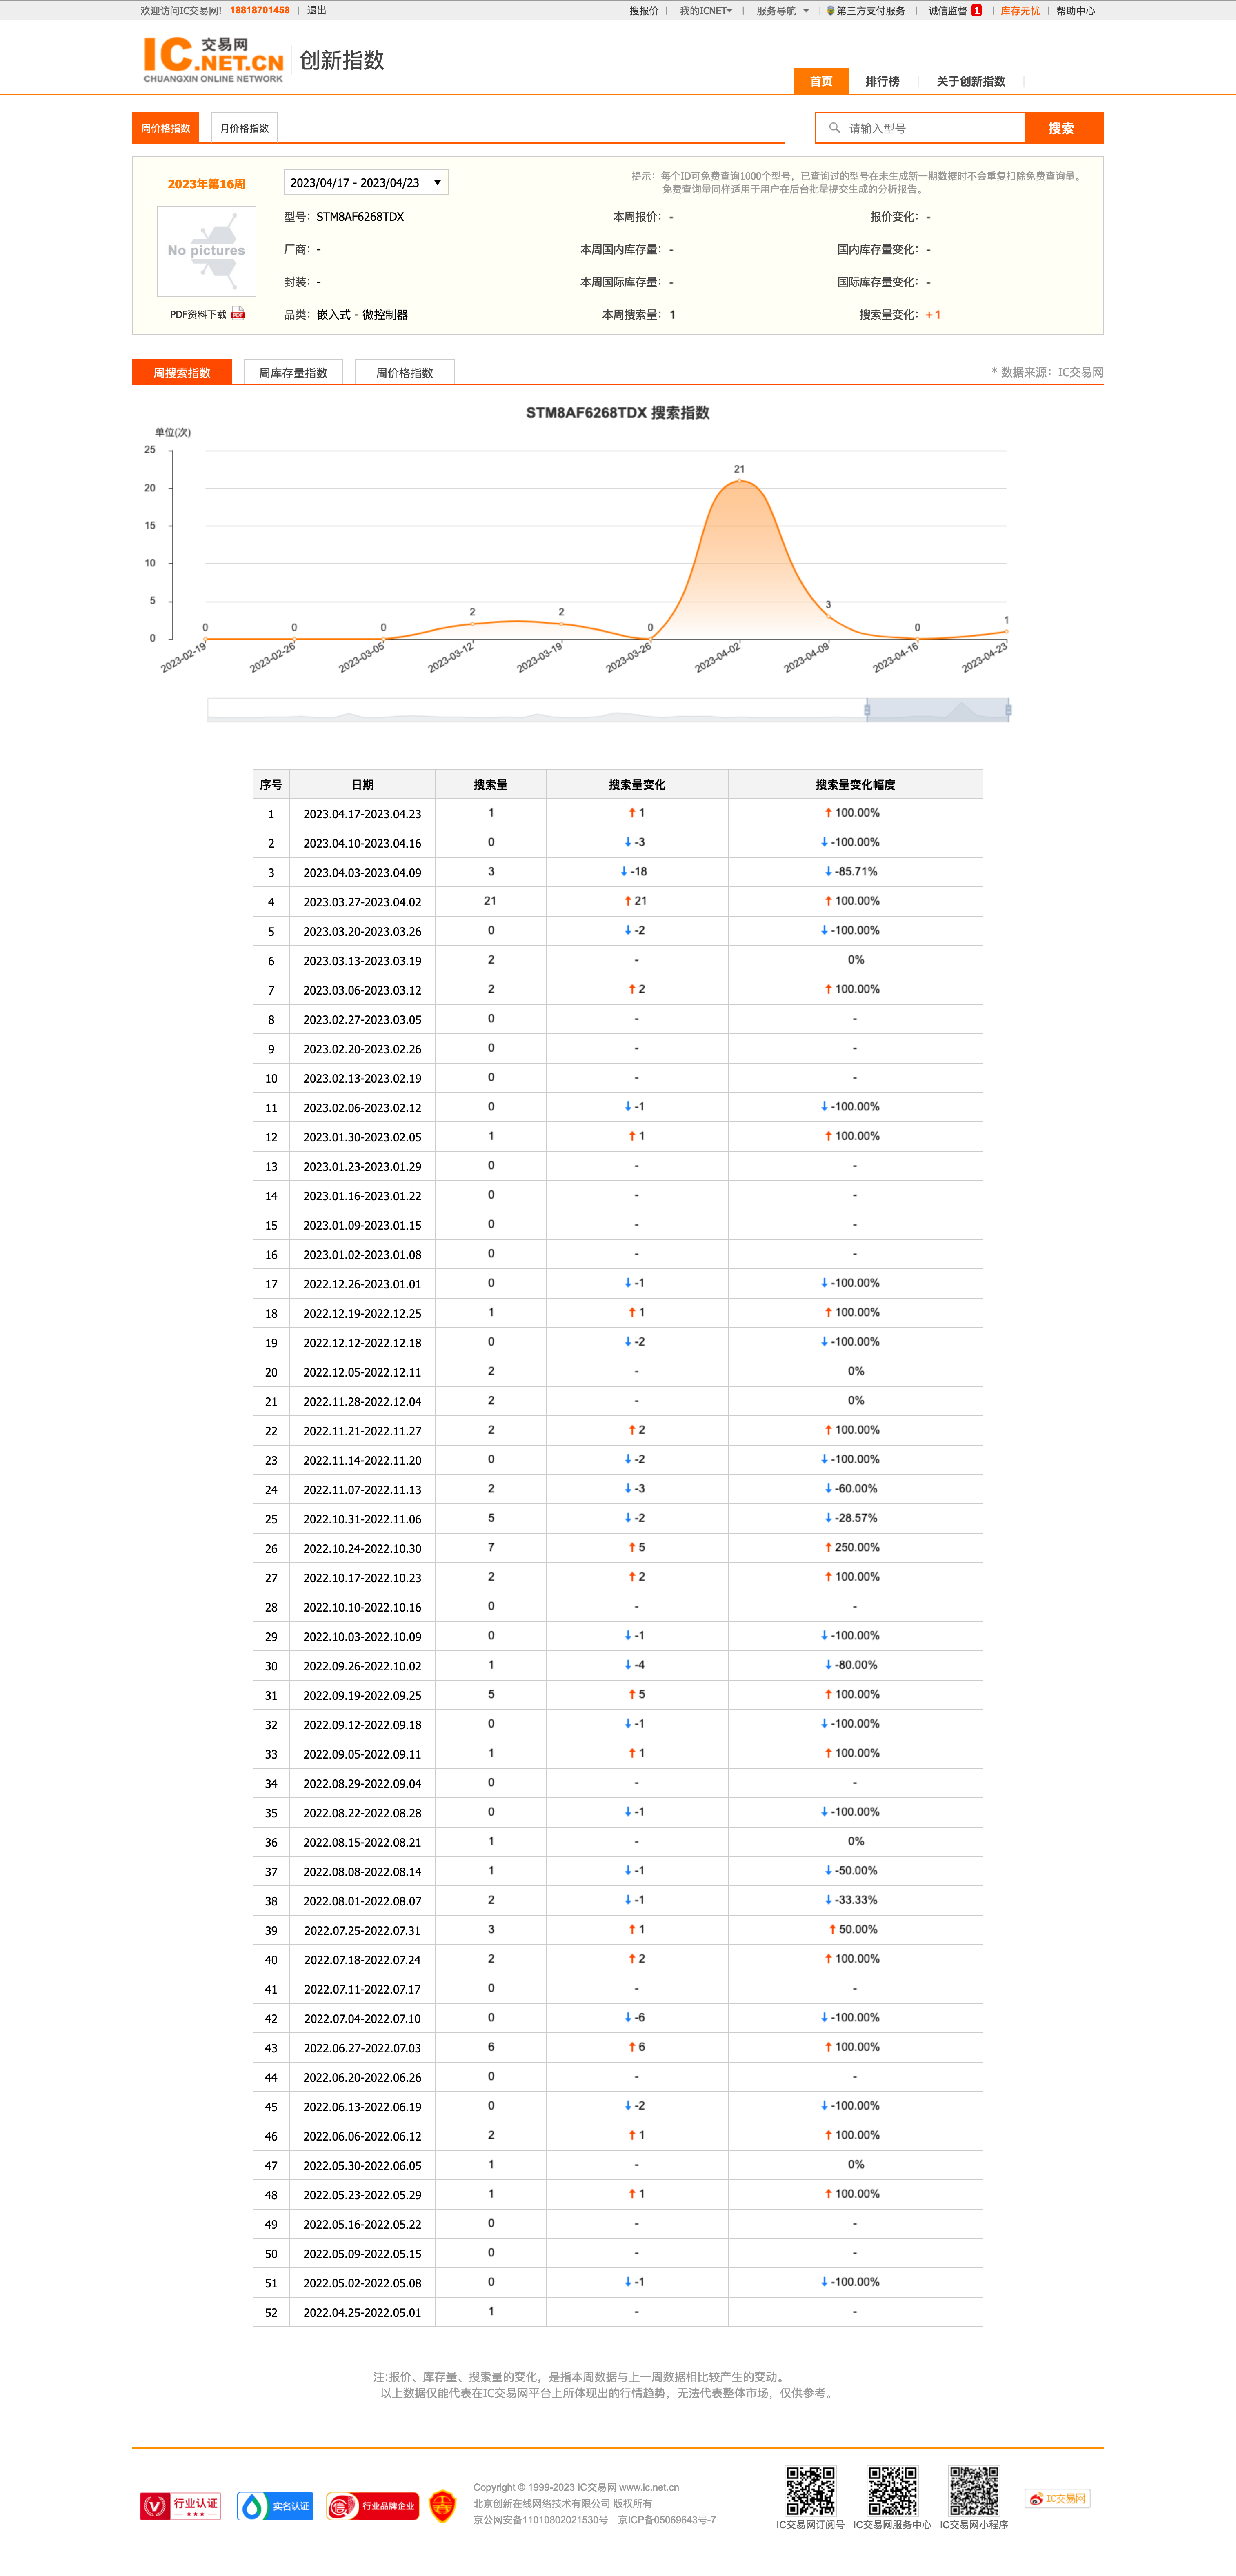 欢迎访问IC交易网! 18818701458 | 退出 搜报价 | 我的ICNET | 服务导航 | 第三方支付服务 | 诚信监督 1 | 库存无忧 | 帮助中心
IC 交易网 .NET.CN CHUANGXIN ONLINE NETWORK 创新指数
首页 排行榜 关于创新指数
周价格指数 月价格指数 请输入型号 搜索
2023年第16周 2023/04/17 - 2023/04/23 提示：每个ID可免费查询1000个型号，已查询过的型号在未生成新一期数据时不会重复扣除免费查询量。
免费查询量同样适用于用户在后台批量提交生成的分析报告。
型号：STM8AF6268TDX 本周报价：- 报价变化：-
No pictures
厂商：- 本周国内库存量：- 国内库存量变化：-
封装：- 本周国际库存量：- 国际库存量变化：-
PDF资料下载 PDF 品类：嵌入式 - 微控制器 本周搜索量：1 搜索量变化：+1
周搜索指数 周库存量指数 周价格指数 * 数据来源：IC交易网
STM8AF6268TDX 搜索指数
单位(次)
25
20
15
10
5
0
0 0 0 2 2 0 21 3 0 1
2023-02-19 2023-02-26 2023-03-05 2023-03-12 2023-03-19 2023-03-26 2023-04-02 2023-04-09 2023-04-16 2023-04-23
序号 日期 搜索量 搜索量变化 搜索量变化幅度
1 2023.04.17-2023.04.23 1 ↑ 1 ↑ 100.00%
2 2023.04.10-2023.04.16 0 ↓ -3 ↓ -100.00%
3 2023.04.03-2023.04.09 3 ↓ -18 ↓ -85.71%
4 2023.03.27-2023.04.02 21 ↑ 21 ↑ 100.00%
5 2023.03.20-2023.03.26 0 ↓ -2 ↓ -100.00%
6 2023.03.13-2023.03.19 2 - 0%
7 2023.03.06-2023.03.12 2 ↑ 2 ↑ 100.00%
8 2023.02.27-2023.03.05 0 - -
9 2023.02.20-2023.02.26 0 - -
10 2023.02.13-2023.02.19 0 - -
11 2023.02.06-2023.02.12 0 ↓ -1 ↓ -100.00%
12 2023.01.30-2023.02.05 1 ↑ 1 ↑ 100.00%
13 2023.01.23-2023.01.29 0 - -
14 2023.01.16-2023.01.22 0 - -
15 2023.01.09-2023.01.15 0 - -
16 2023.01.02-2023.01.08 0 - -
17 2022.12.26-2023.01.01 0 ↓ -1 ↓ -100.00%
18 2022.12.19-2022.12.25 1 ↑ 1 ↑ 100.00%
19 2022.12.12-2022.12.18 0 ↓ -2 ↓ -100.00%
20 2022.12.05-2022.12.11 2 - 0%
21 2022.11.28-2022.12.04 2 - 0%
22 2022.11.21-2022.11.27 2 ↑ 2 ↑ 100.00%
23 2022.11.14-2022.11.20 0 ↓ -2 ↓ -100.00%
24 2022.11.07-2022.11.13 2 ↓ -3 ↓ -60.00%
25 2022.10.31-2022.11.06 5 ↓ -2 ↓ -28.57%
26 2022.10.24-2022.10.30 7 ↑ 5 ↑ 250.00%
27 2022.10.17-2022.10.23 2 ↑ 2 ↑ 100.00%
28 2022.10.10-2022.10.16 0 - -
29 2022.10.03-2022.10.09 0 ↓ -1 ↓ -100.00%
30 2022.09.26-2022.10.02 1 ↓ -4 ↓ -80.00%
31 2022.09.19-2022.09.25 5 ↑ 5 ↑ 100.00%
32 2022.09.12-2022.09.18 0 ↓ -1 ↓ -100.00%
33 2022.09.05-2022.09.11 1 ↑ 1 ↑ 100.00%
34 2022.08.29-2022.09.04 0 - -
35 2022.08.22-2022.08.28 0 ↓ -1 ↓ -100.00%
36 2022.08.15-2022.08.21 1 - 0%
37 2022.08.08-2022.08.14 1 ↓ -1 ↓ -50.00%
38 2022.08.01-2022.08.07 2 ↓ -1 ↓ -33.33%
39 2022.07.25-2022.07.31 3 ↑ 1 ↑ 50.00%
40 2022.07.18-2022.07.24 2 ↑ 2 ↑ 100.00%
41 2022.07.11-2022.07.17 0 - -
42 2022.07.04-2022.07.10 0 ↓ -6 ↓ -100.00%
43 2022.06.27-2022.07.03 6 ↑ 6 ↑ 100.00%
44 2022.06.20-2022.06.26 0 - -
45 2022.06.13-2022.06.19 0 ↓ -2 ↓ -100.00%
46 2022.06.06-2022.06.12 2 ↑ 1 ↑ 100.00%
47 2022.05.30-2022.06.05 1 - 0%
48 2022.05.23-2022.05.29 1 ↑ 1 ↑ 100.00%
49 2022.05.16-2022.05.22 0 - -
50 2022.05.09-2022.05.15 0 - -
51 2022.05.02-2022.05.08 0 ↓ -1 ↓ -100.00%
52 2022.04.25-2022.05.01 1 - -
注:报价、库存量、搜索量的变化，是指本周数据与上一周数据相比较产生的变动。
以上数据仅能代表在IC交易网平台上所体现出的行情趋势，无法代表整体市场，仅供参考。
行业认证 实名认证 行业品牌企业
Copyright © 1999-2023 IC交易网 www.ic.net.cn
北京创新在线网络技术有限公司 版权所有
京公网安备11010802021530号 京ICP备05069643号-7
IC交易网订阅号 IC交易网服务中心 IC交易网小程序
IC交易网